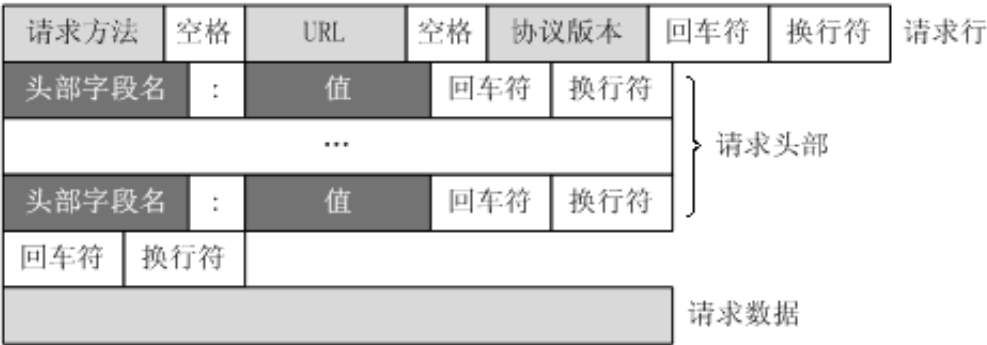 请求方法 空格 URL 空格 协议版本 回车符 换行符 请求行
头部字段名 : 值 回车符 换行符
... 请求头部
头部字段名 : 值 回车符 换行符
回车符 换行符
请求数据